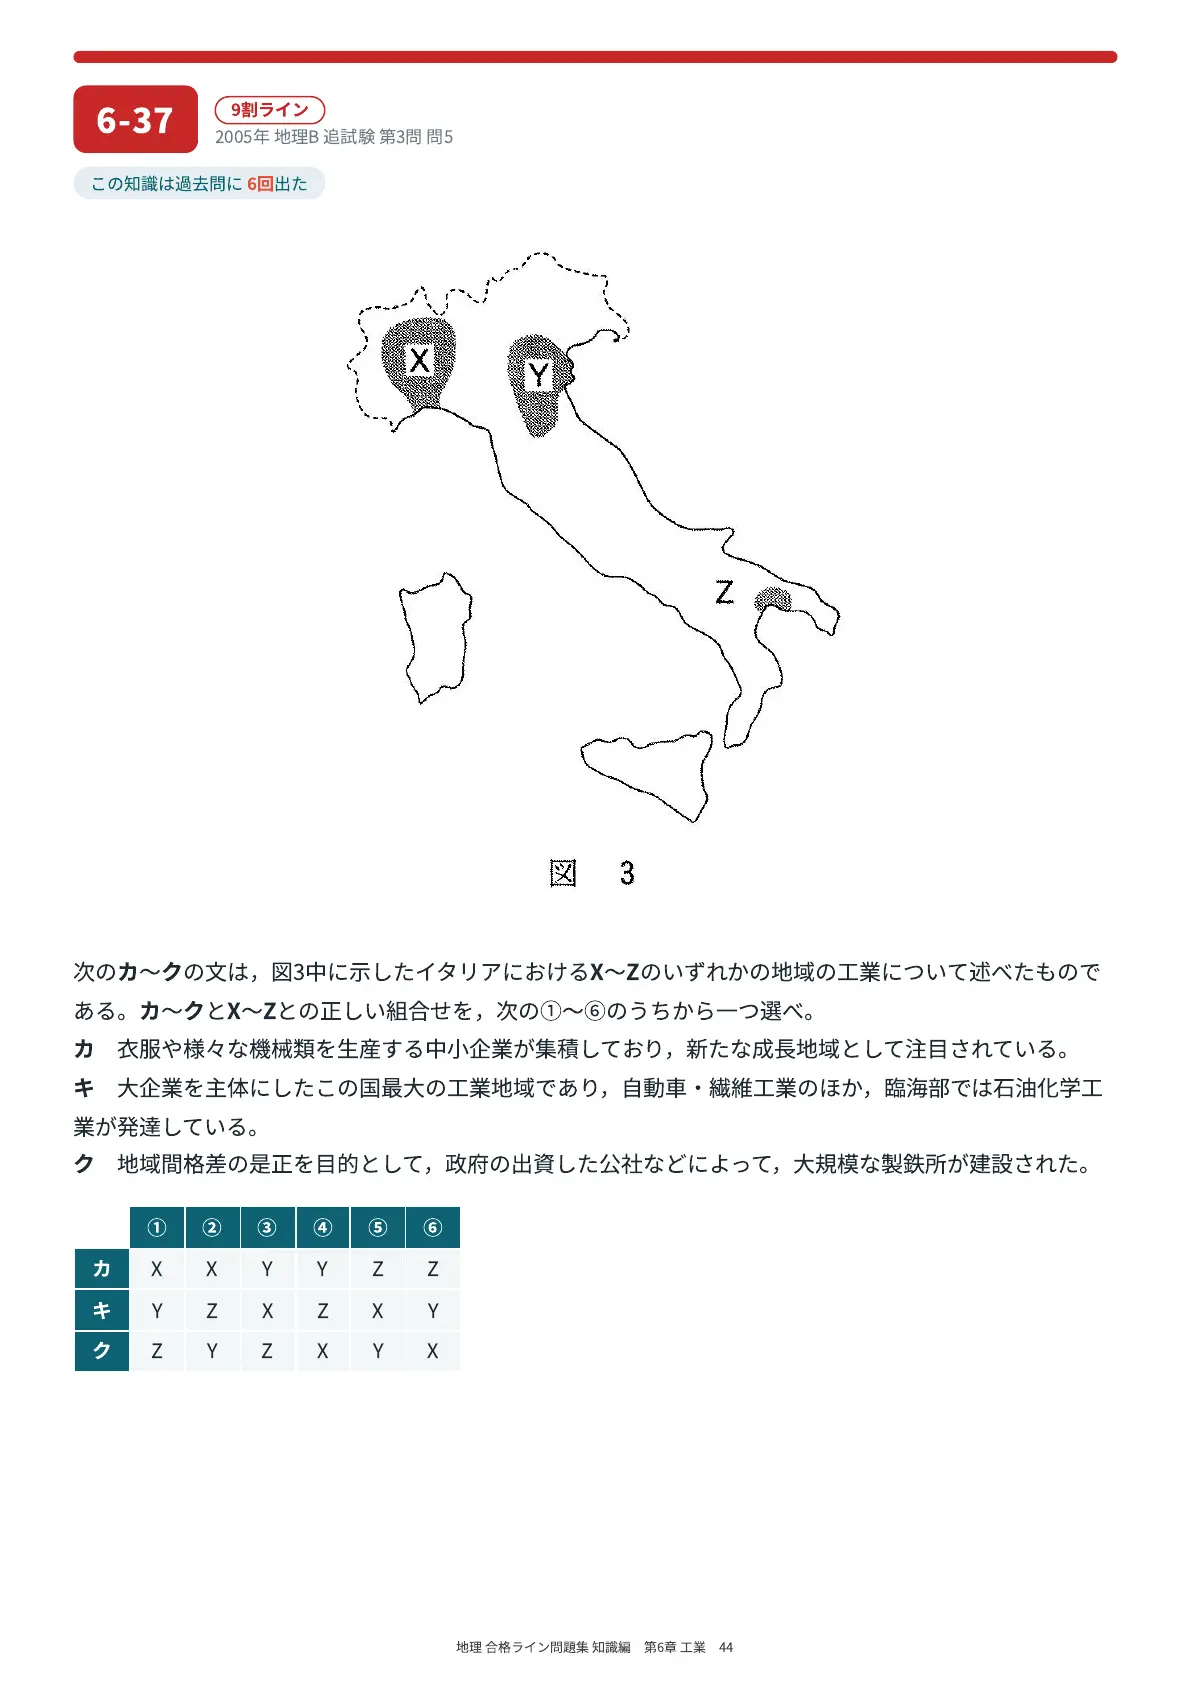 6-37
9割ライン
2005年 地理B 追試験 第3問 問5
この知識は過去問に 6回出た
X
Y
Z
図 3
次のカ～クの文は，図3中に示したイタリアにおけるX～Zのいずれかの地域の工業について述べたもので
ある。カ～クとX～Zとの正しい組合せを，次の①～⑥のうちから一つ選べ。
カ　衣服や様々な機械類を生産する中小企業が集積しており，新たな成長地域として注目されている。
キ　大企業を主体にしたこの国最大の工業地域であり，自動車・繊維工業のほか，臨海部では石油化学工
業が発達している。
ク　地域間格差の是正を目的として，政府の出資した公社などによって，大規模な製鉄所が建設された。
① ② ③ ④ ⑤ ⑥
カ X X Y Y Z Z
キ Y Z X Z X Y
ク Z Y Z X Y X
地理 合格ライン問題集 知識編　第6章 工業　44